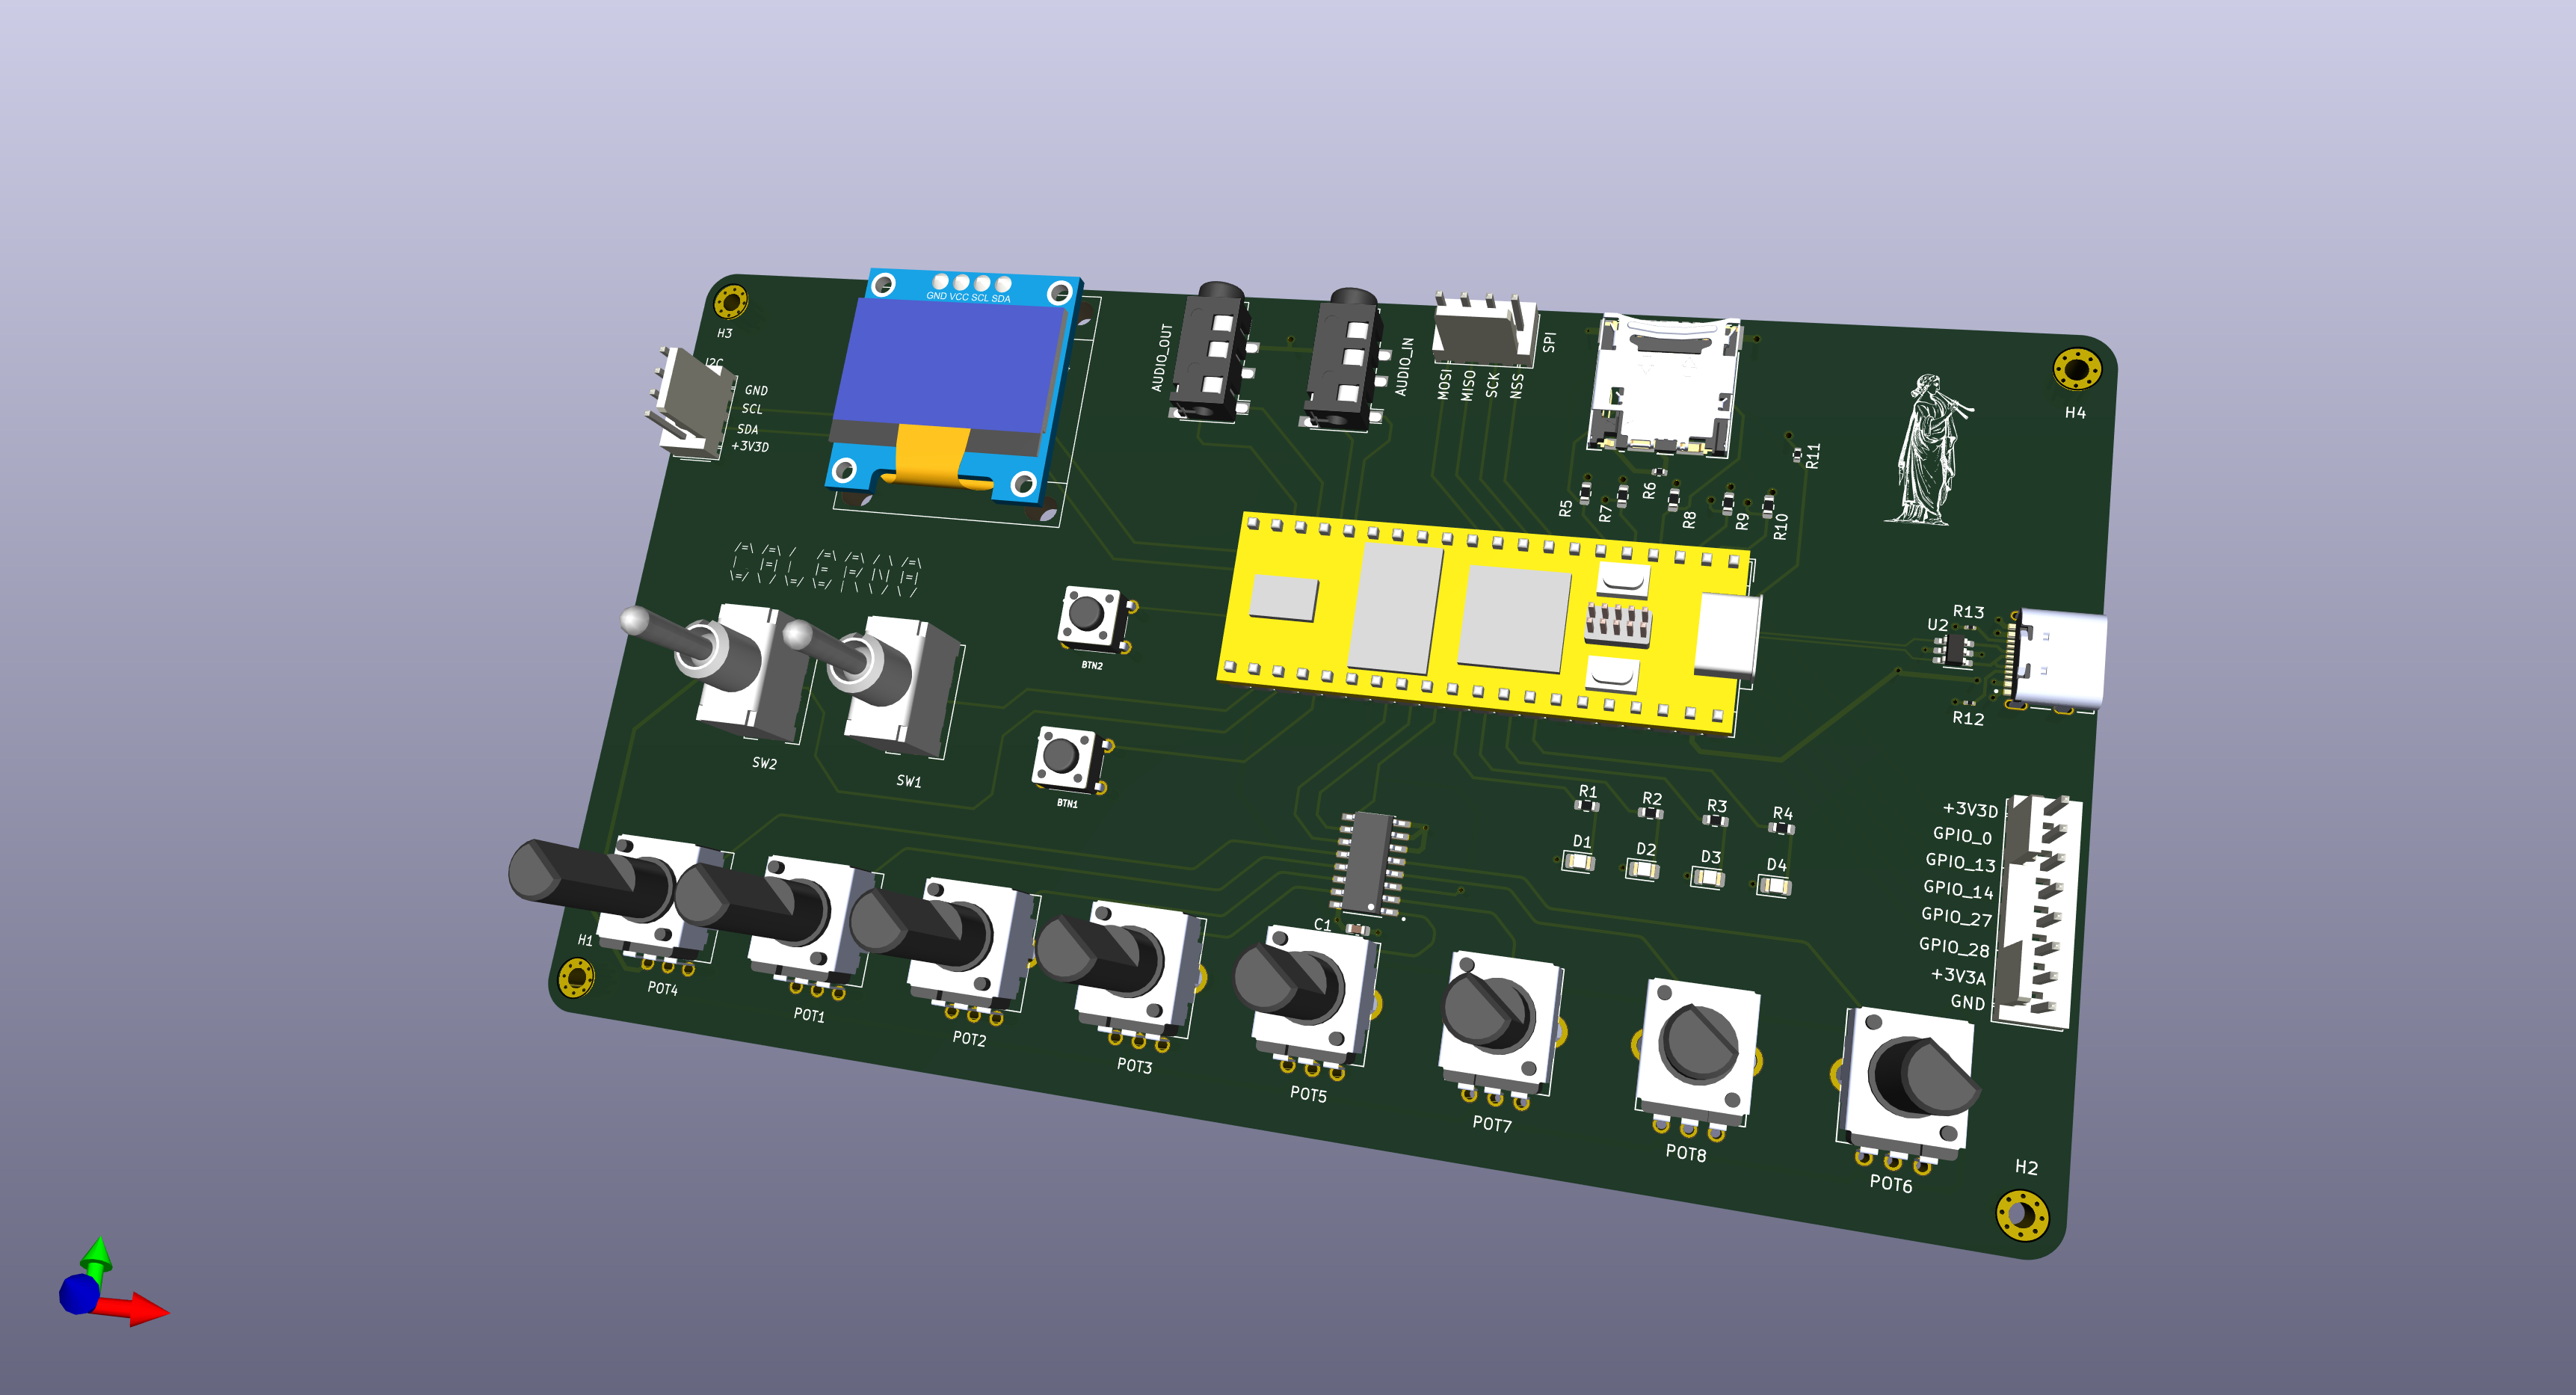 H3
I2C
GND
SCL
SDA
+3V3D
GND VCC SCL SDA
AUDIO_OUT
AUDIO_IN
SPI
MOSI
MISO
SCK
NSS
R5
R7
R6
R8
R9
R10
R11
H4
R13
U2
R12
BTN2
BTN1
SW2
SW1
R1
R2
R3
R4
D1
D2
D3
D4
+3V3D
GPIO_0
GPIO_13
GPIO_14
GPIO_27
GPIO_28
+3V3A
GND
C1
H1
POT4
POT1
POT2
POT3
POT5
POT7
POT8
POT6
H2